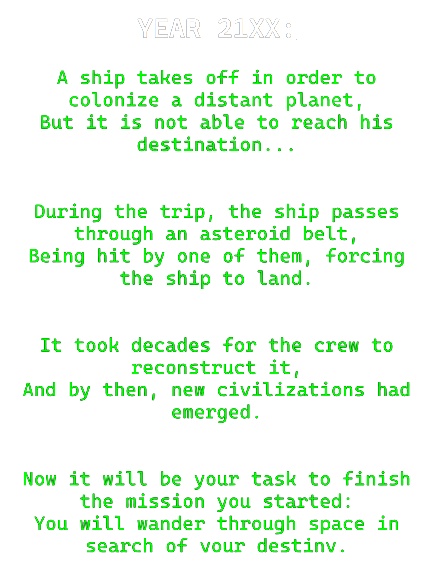 YEAR 21XX:
A ship takes off in order to
colonize a distant planet,
But it is not able to reach his
destination...
During the trip, the ship passes
through an asteroid belt,
Being hit by one of them, forcing
the ship to land.
It took decades for the crew to
reconstruct it,
And by then, new civilizations had
emerged.
Now it will be your task to finish
the mission you started:
You will wander through space in
search of your destiny.